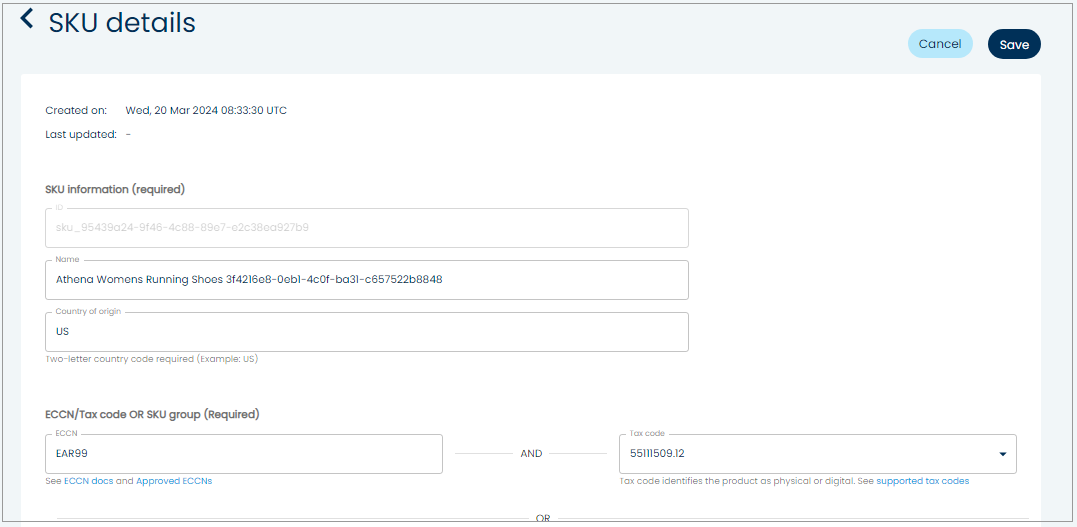 SKU details
Cancel
Save
Created on: Wed, 20 Mar 2024 08:33:30 UTC
Last updated: -
SKU information (required)
ID
sku_95439a24-9f46-4c88-89e7-e2c38ea927b9
Name
Athena Womens Running Shoes 3f4216e8-0eb1-4c0f-ba31-c657522b8848
Country of origin
US
Two-letter country code required (Example: US)
ECCN/Tax code OR SKU group (Required)
ECCN
EAR99
AND
Tax code
55111509.12
See ECCN docs and Approved ECCNs
Tax code identifies the product as physical or digital. See supported tax codes
OR